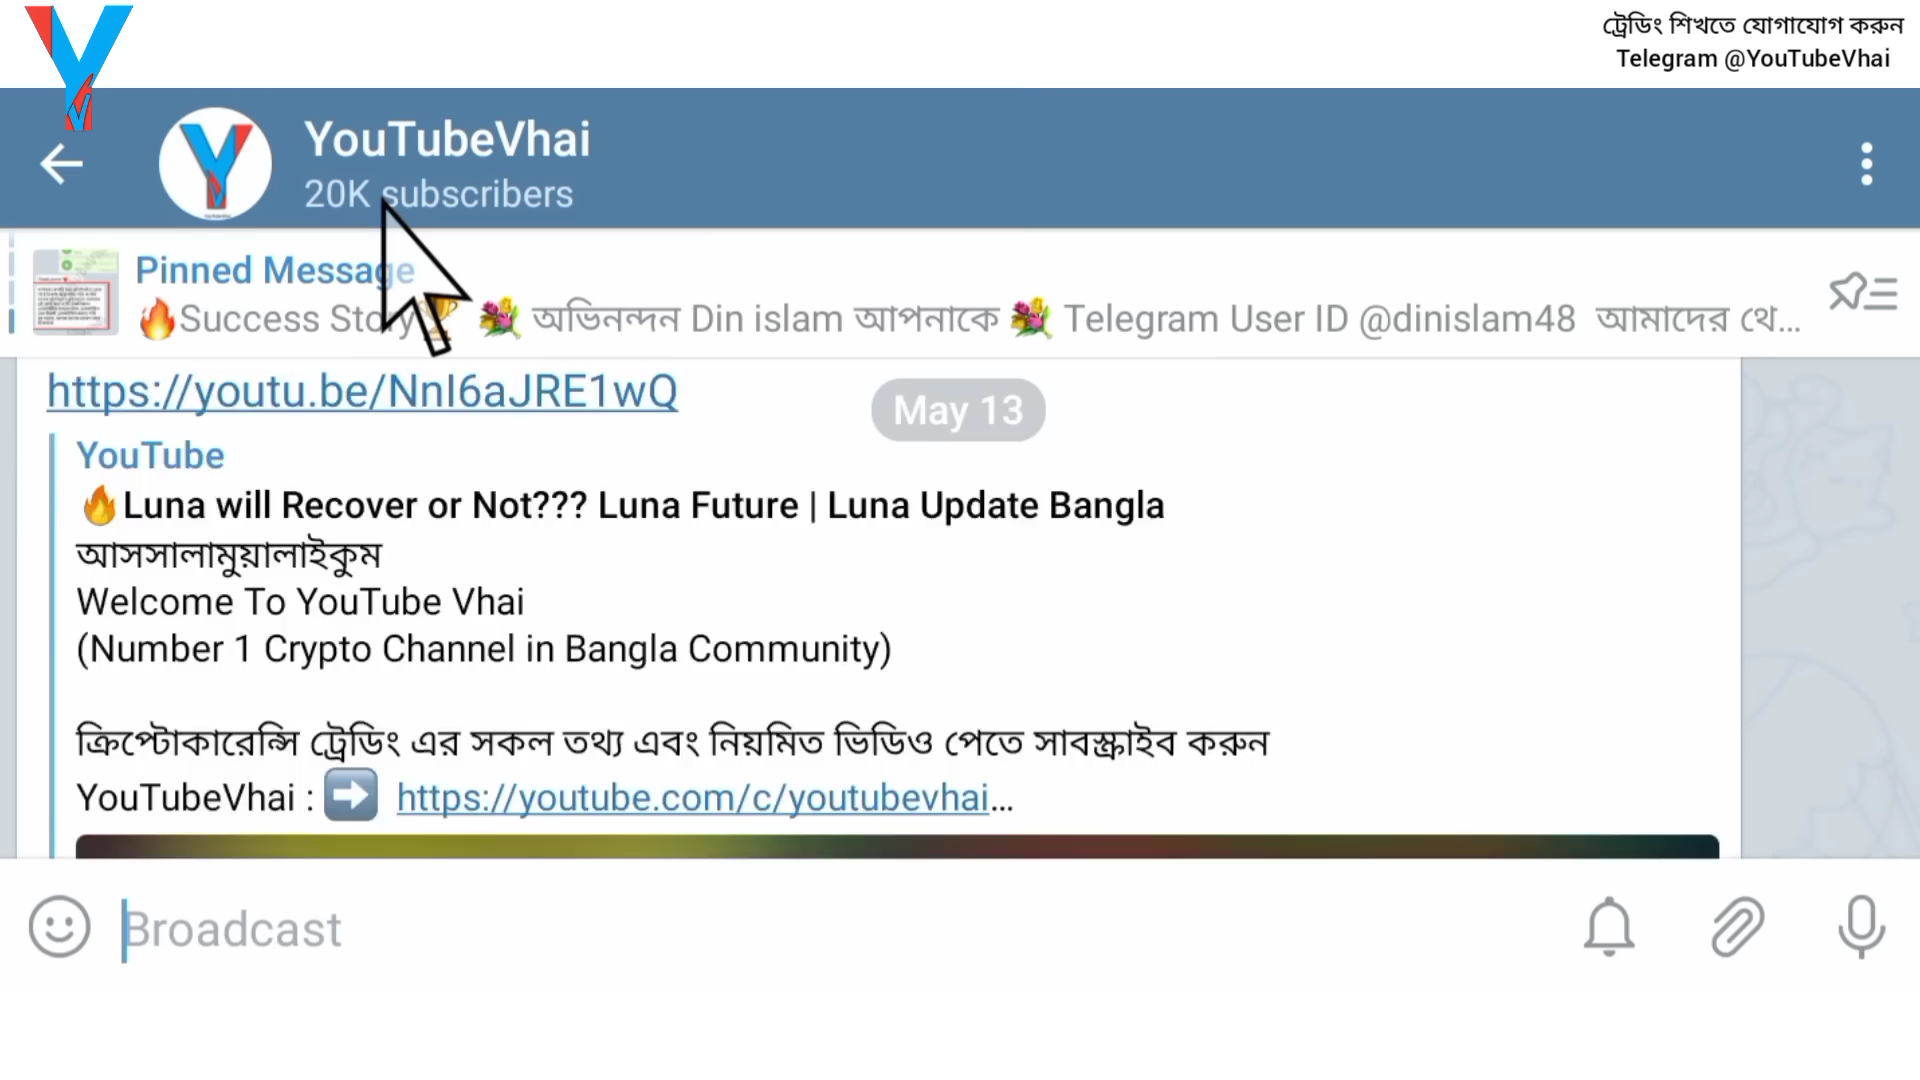 ট্রেডিং শিখতে যোগাযোগ করুন
Telegram @YouTubeVhai
YouTubeVhai
20K subscribers
Pinned Message
🔥Success Story🏆 💐 অভিনন্দন Din islam আপনাকে 💐 Telegram User ID @dinislam48 আমাদের থে...
https://youtu.be/NnI6aJRE1wQ
May 13
YouTube
🔥Luna will Recover or Not??? Luna Future | Luna Update Bangla
আসসালামুয়ালাইকুম
Welcome To YouTube Vhai
(Number 1 Crypto Channel in Bangla Community)
ক্রিপ্টোকারেন্সি ট্রেডিং এর সকল তথ্য এবং নিয়মিত ভিডিও পেতে সাবস্ক্রাইব করুন
YouTubeVhai : ➡️ https://youtube.com/c/youtubevhai...
Broadcast